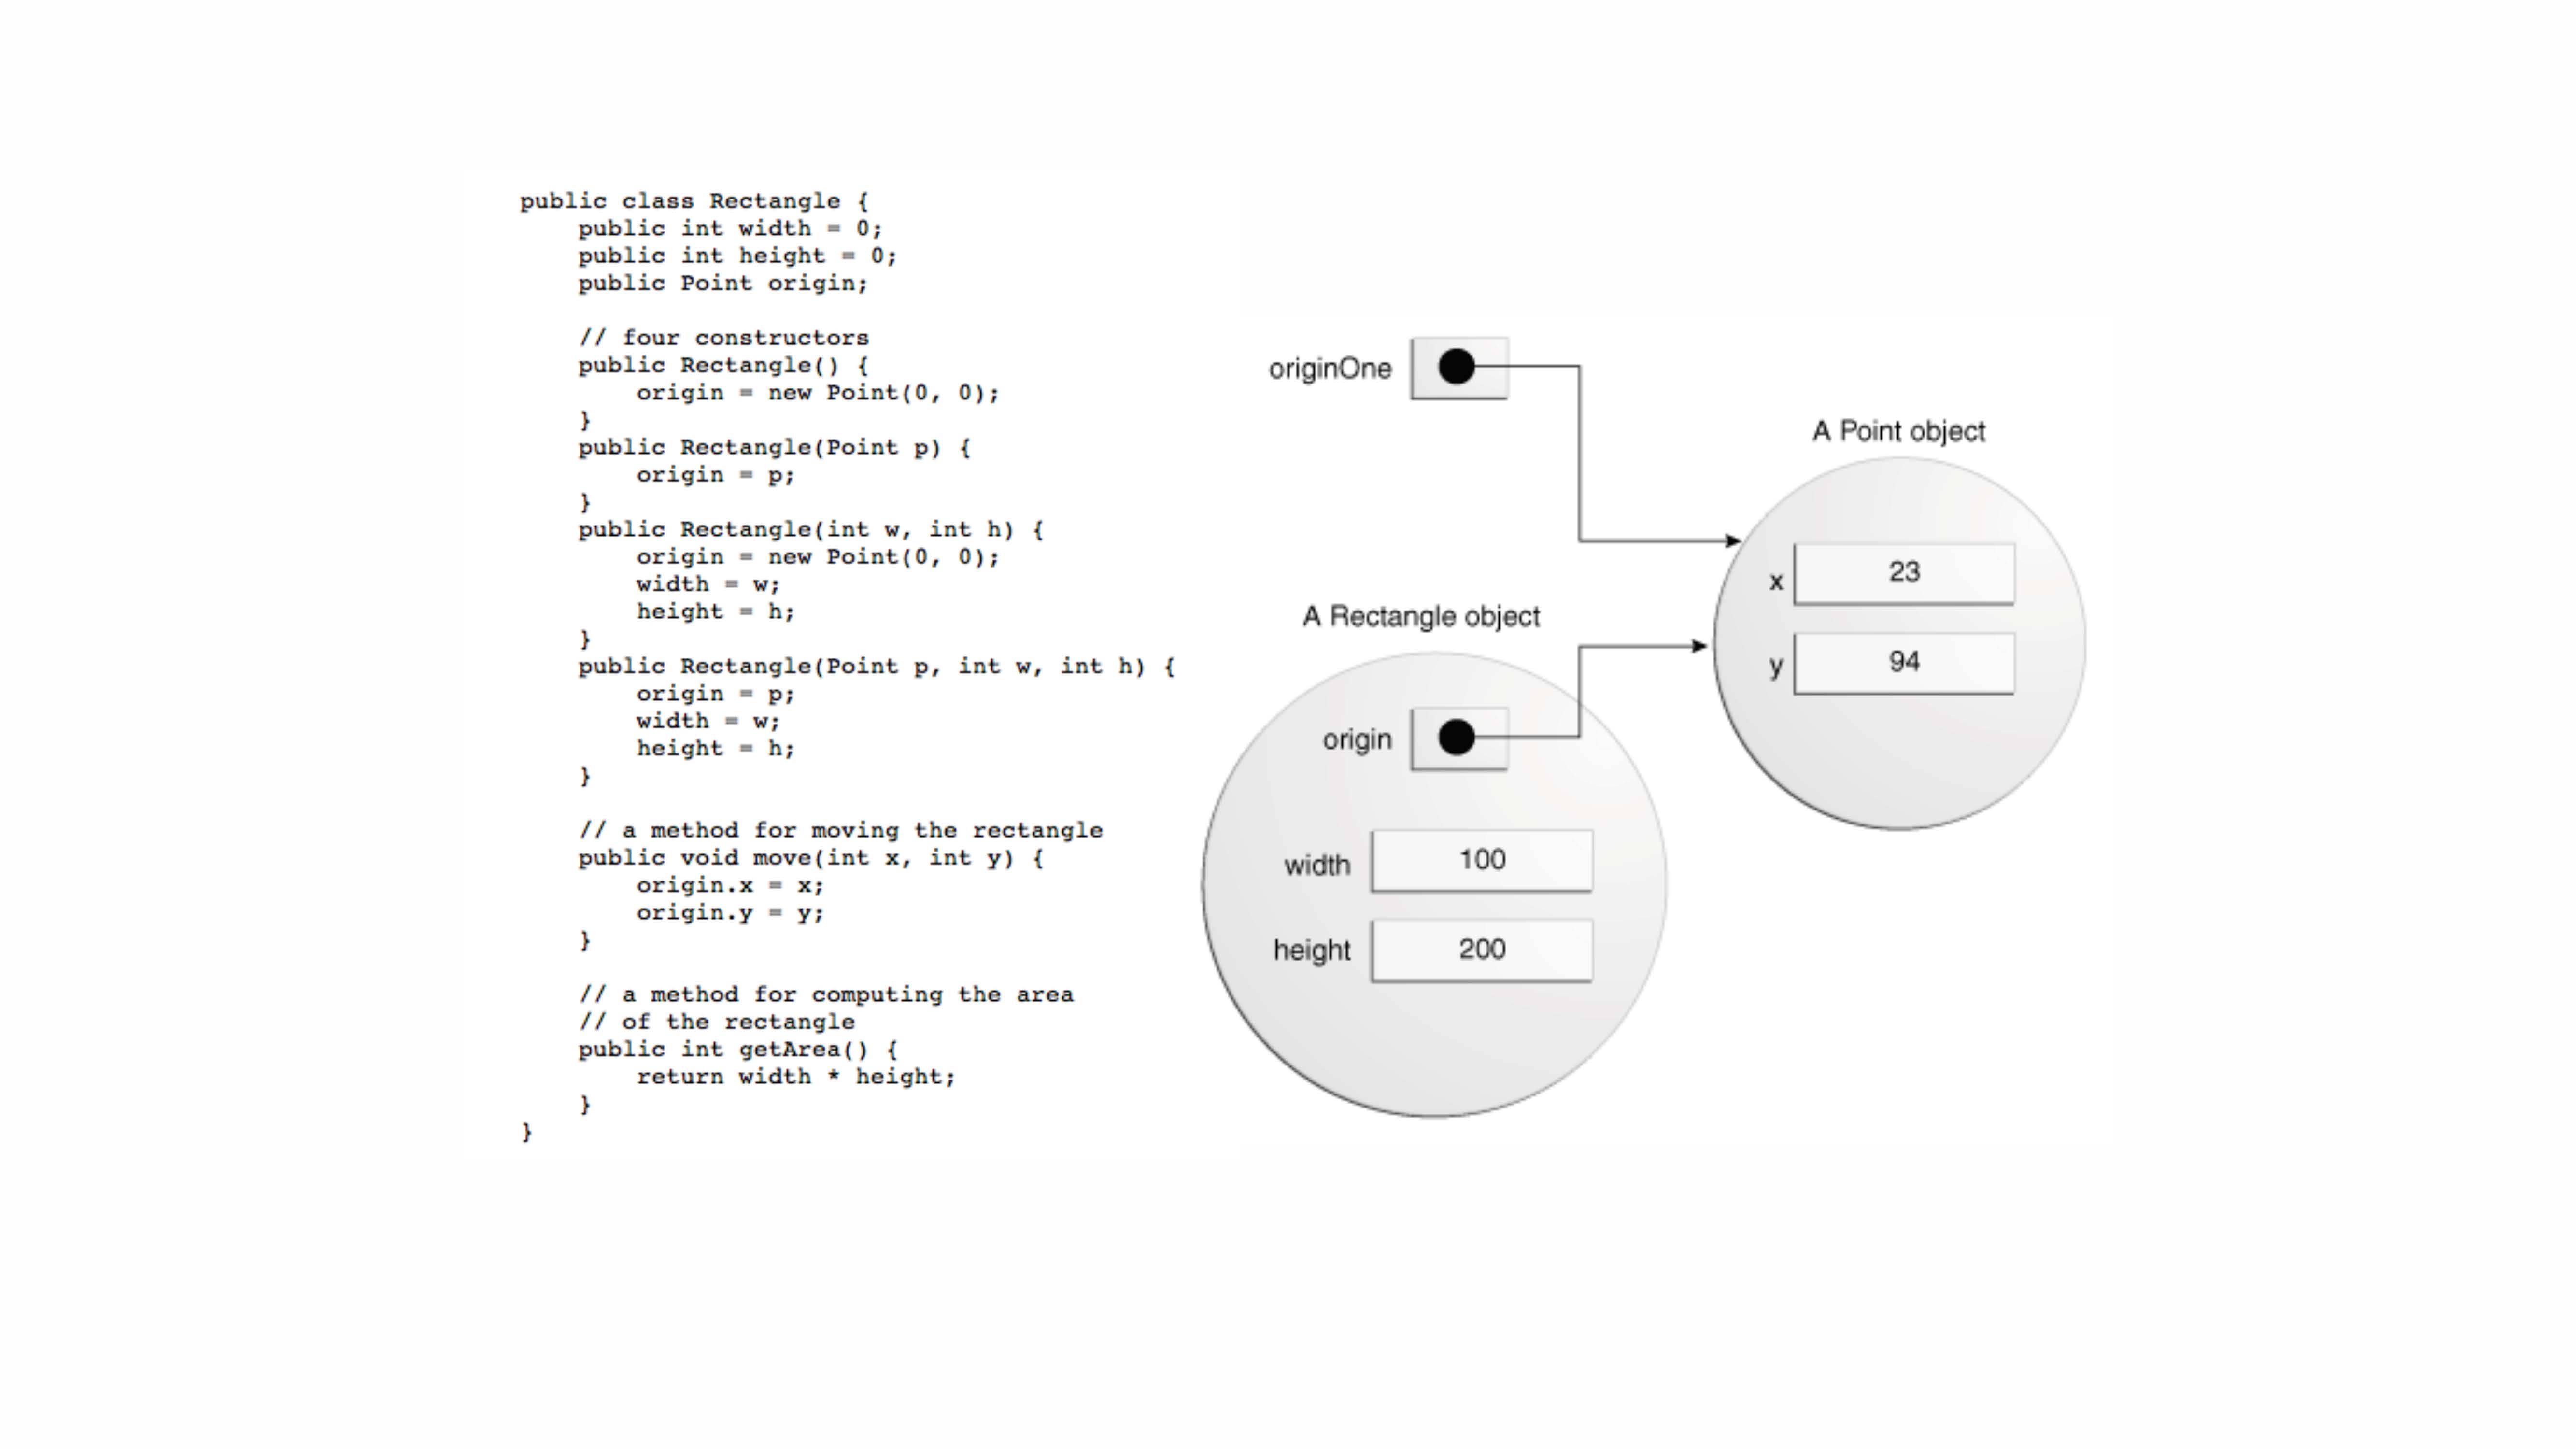 public class Rectangle {
    public int width = 0;
    public int height = 0;
    public Point origin;

    // four constructors
    public Rectangle() {
        origin = new Point(0, 0);
    }
    public Rectangle(Point p) {
        origin = p;
    }
    public Rectangle(int w, int h) {
        origin = new Point(0, 0);
        width = w;
        height = h;
    }
    public Rectangle(Point p, int w, int h) {
        origin = p;
        width = w;
        height = h;
    }

    // a method for moving the rectangle
    public void move(int x, int y) {
        origin.x = x;
        origin.y = y;
    }

    // a method for computing the area
    // of the rectangle
    public int getArea() {
        return width * height;
    }
}
originOne
A Point object
x 23
y 94
A Rectangle object
origin
width 100
height 200